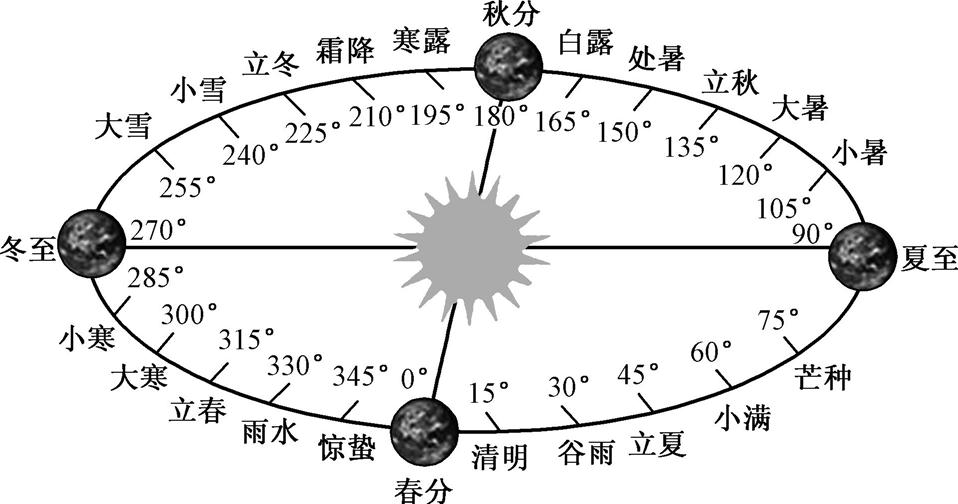 秋分
寒露
白露
霜降
处暑
立冬
立秋
小雪
大暑
大雪
小暑
180°
195°
165°
210°
150°
225°
135°
240°
120°
255°
105°
270°
90°
冬至
夏至
285°
75°
300°
60°
315°
45°
330°
30°
345°
0°
15°
小寒
芒种
大寒
小满
立春
立夏
雨水
谷雨
惊蛰
清明
春分